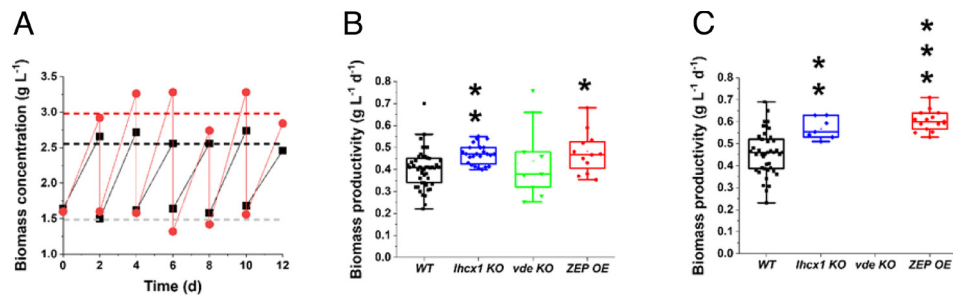 A
Biomass concentration (g L⁻¹)
3.5
3.0
2.5
2.0
1.5
1.0
0 2 4 6 8 10 12
Time (d)
B
Biomass productivity (g L⁻¹ d⁻¹)
0.8
0.7
0.6
0.5
0.4
0.3
0.2
0.1
0.0
*
* *
WT lhcx1 KO vde KO ZEP OE
C
Biomass productivity (g L⁻¹ d⁻¹)
0.8
0.7
0.6
0.5
0.4
0.3
0.2
0.1
0.0
*
* *
* *
WT lhcx1 KO vde KO ZEP OE